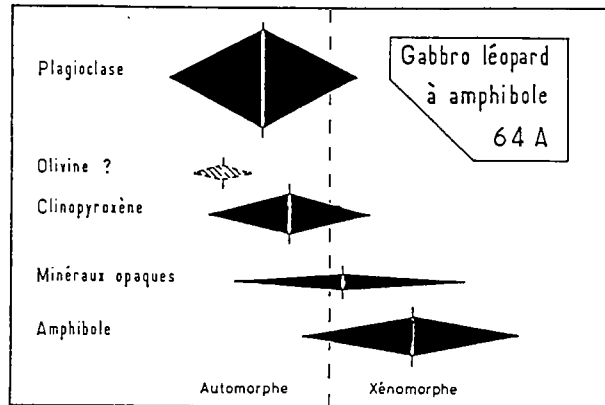 Gabbro léopard
à amphibole
64 A
Plagioclase
Olivine ?
Clinopyroxène
Minéraux opaques
Amphibole
Automorphe
Xénomorphe